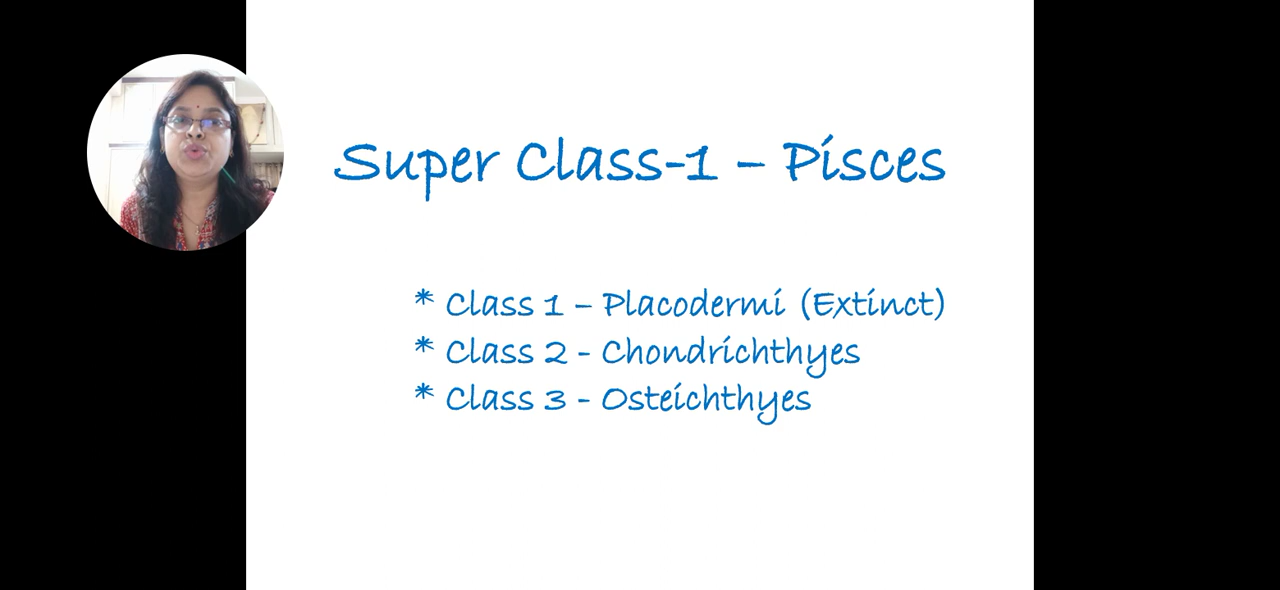 Super Class-1 – Pisces
* Class 1 – Placodermi (Extinct)
* Class 2 - Chondrichthyes
* Class 3 - Osteichthyes